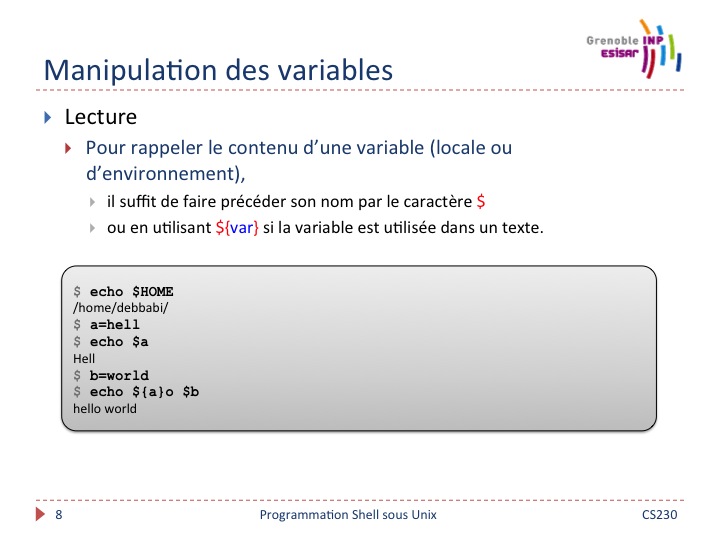 Grenoble INP
ESISAR
Manipulation des variables
Lecture
Pour rappeler le contenu d’une variable (locale ou
d’environnement),
il suffit de faire précéder son nom par le caractère $
ou en utilisant ${var} si la variable est utilisée dans un texte.
$ echo $HOME
/home/debbabi/
$ a=hell
$ echo $a
Hell
$ b=world
$ echo ${a}o $b
hello world
8 Programmation Shell sous Unix CS230